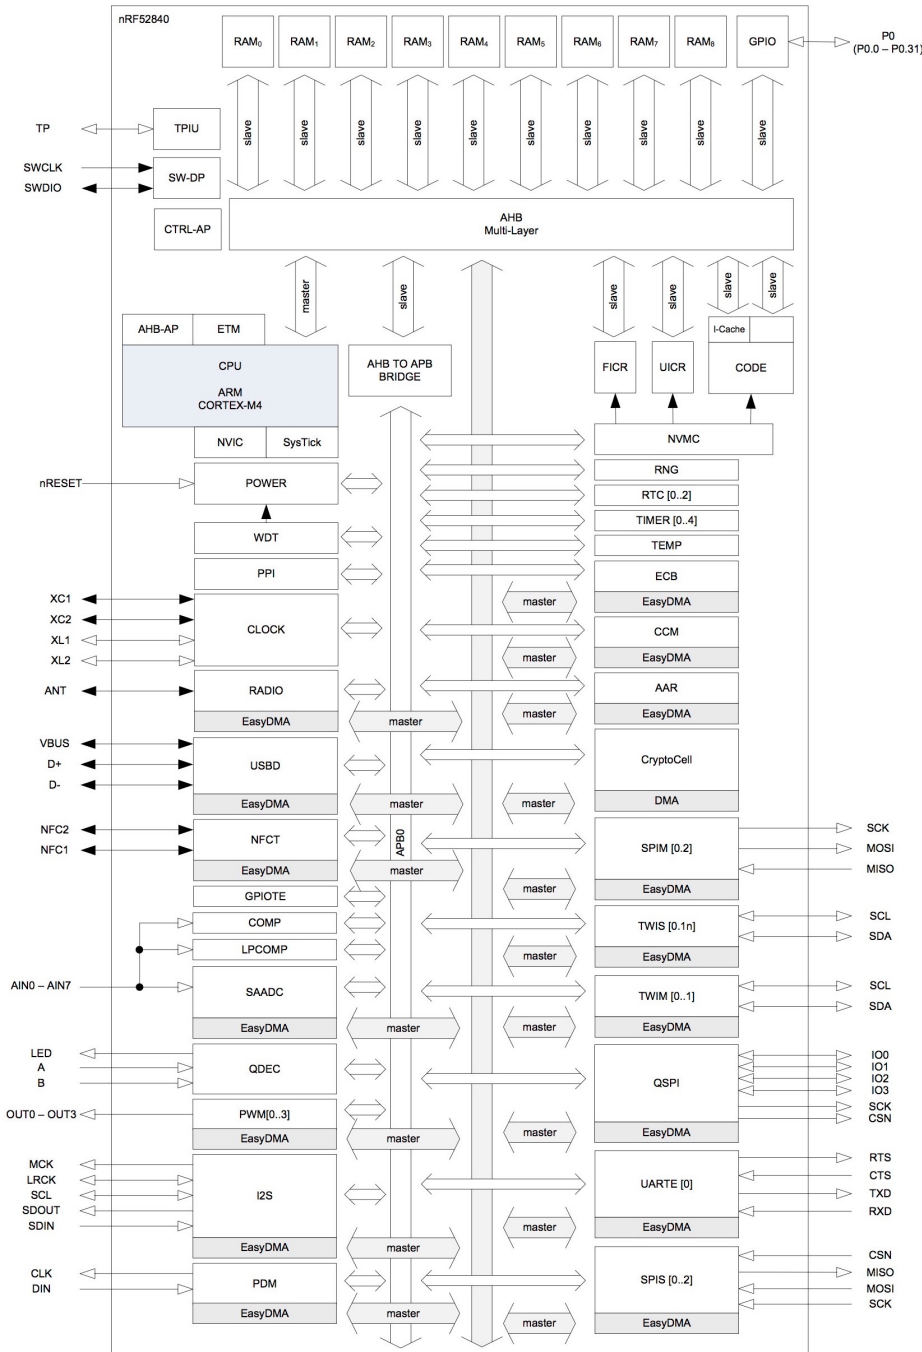 nRF52840
RAM0 RAM1 RAM2 RAM3 RAM4 RAM5 RAM6 RAM7 RAM8 GPIO
P0
(P0.0 – P0.31)
slave slave slave slave slave slave slave slave slave slave
TP
TPIU
SWCLK
SWDIO
SW-DP
CTRL-AP
AHB
Multi-Layer
master
slave
slave
slave
slave
slave
AHB-AP
ETM
CPU
ARM
CORTEX-M4
NVIC
SysTick
AHB TO APB
BRIDGE
FICR
UICR
I-Cache
CODE
NVMC
nRESET
POWER
WDT
PPI
XC1
XC2
XL1
XL2
CLOCK
ANT
RADIO
EasyDMA
master
VBUS
D+
D-
USBD
EasyDMA
master
NFC2
NFC1
NFCT
EasyDMA
master
APB0
GPIOTE
COMP
LPCOMP
AIN0 – AIN7
SAADC
EasyDMA
master
LED
A
B
QDEC
OUT0 – OUT3
PWM[0..3]
EasyDMA
master
MCK
LRCK
SCL
SDOUT
SDIN
I2S
EasyDMA
master
CLK
DIN
PDM
EasyDMA
master
RNG
RTC [0..2]
TIMER [0..4]
TEMP
ECB
master
EasyDMA
CCM
master
EasyDMA
AAR
master
EasyDMA
CryptoCell
master
DMA
SPIM [0.2]
master
EasyDMA
SCK
MOSI
MISO
TWIS [0.1n]
master
EasyDMA
SCL
SDA
TWIM [0..1]
master
EasyDMA
SCL
SDA
QSPI
master
EasyDMA
IO0
IO1
IO2
IO3
SCK
CSN
UARTE [0]
master
EasyDMA
RTS
CTS
TXD
RXD
SPIS [0..2]
master
EasyDMA
CSN
MISO
MOSI
SCK